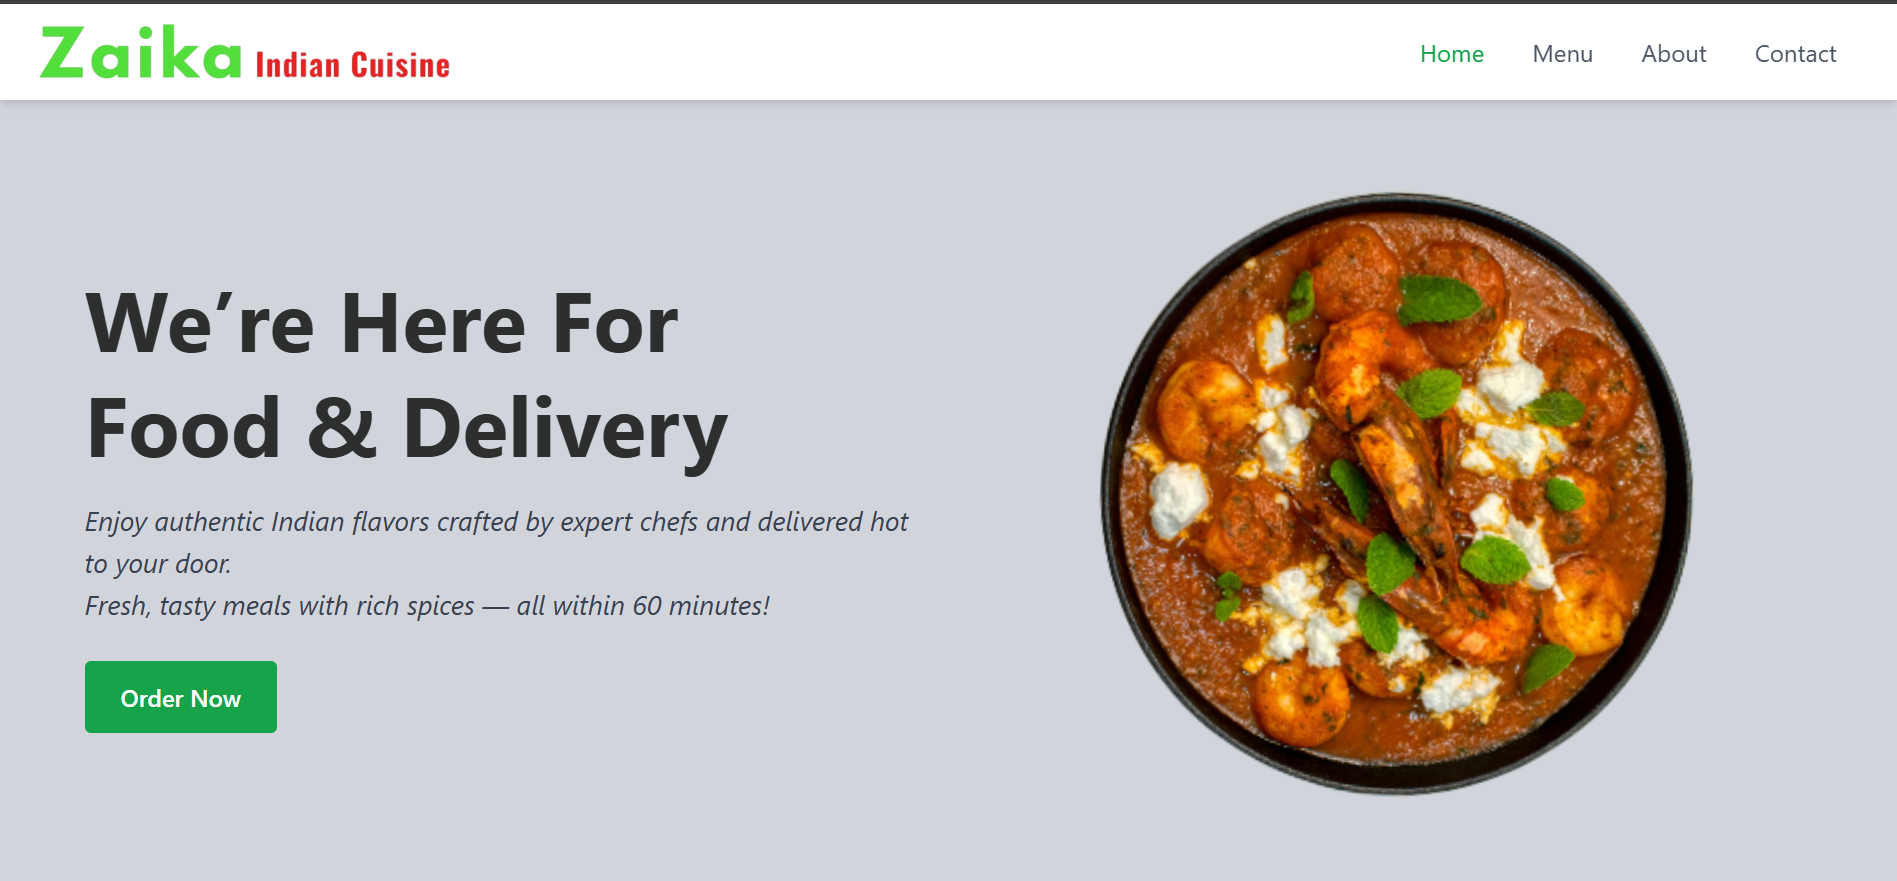 Zaika Indian Cuisine
Home Menu About Contact
We’re Here For
Food & Delivery
Enjoy authentic Indian flavors crafted by expert chefs and delivered hot
to your door.
Fresh, tasty meals with rich spices — all within 60 minutes!
Order Now